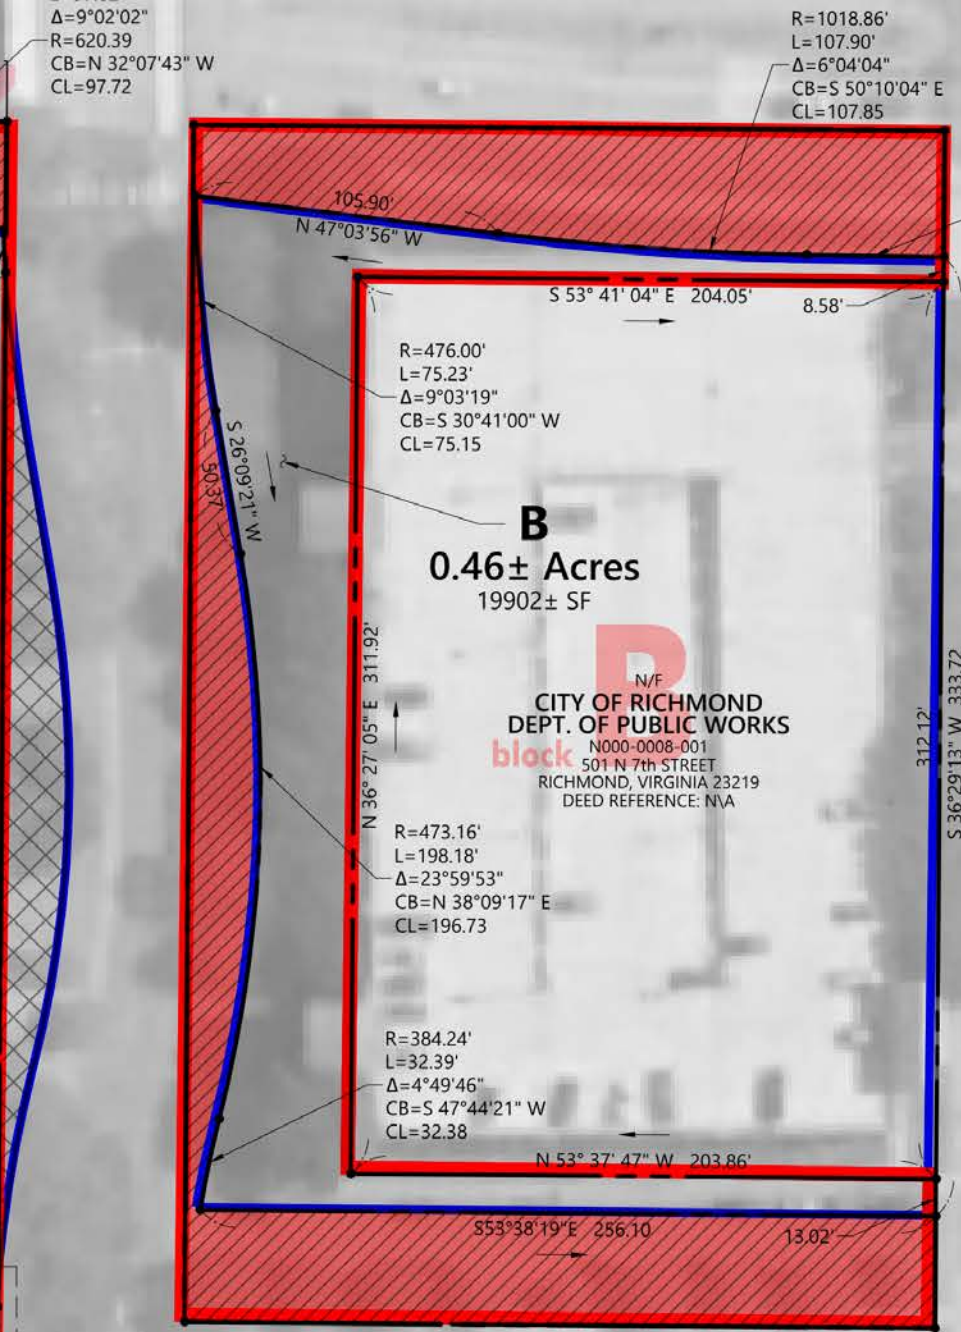 Δ=9°02'02"
R=620.39
CB=N 32°07'43" W
CL=97.72
R=1018.86'
L=107.90'
Δ=6°04'04"
CB=S 50°10'04" E
CL=107.85
105.90'
N 47°03'56" W
S 53° 41' 04" E 204.05'
8.58'
R=476.00'
L=75.23'
Δ=9°03'19"
CB=S 30°41'00" W
CL=75.15
S 26°09'21" W
50.37
B
0.46± Acres
19902± SF
N 36° 27' 05" E 311.92'
B
block
N/F
CITY OF RICHMOND
DEPT. OF PUBLIC WORKS
N000-0008-001
501 N 7th STREET
RICHMOND, VIRGINIA 23219
DEED REFERENCE: N\A
312.12'
S 36°29'13" W 333.72
R=473.16'
L=198.18'
Δ=23°59'53"
CB=N 38°09'17" E
CL=196.73
R=384.24'
L=32.39'
Δ=4°49'46"
CB=S 47°44'21" W
CL=32.38
N 53° 37' 47" W 203.86'
S53°38'19"E 256.10
13.02'